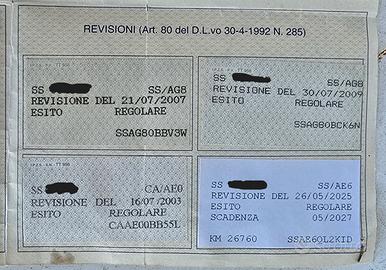 REVISIONI (Art. 80 del D.L.vo 30-4-1992 N. 285)
SS SS/AG8
REVISIONE DEL 21/07/2007
ESITO REGOLARE
SSAG80BBV3W
SS SS/AG8
REVISIONE DEL 30/07/2009
ESITO REGOLARE
SSAG80BCK6N
SS CA/AE0
REVISIONE DEL 16/07/2003
ESITO REGOLARE
CAAE00BB55L
SS SS/AE6
REVISIONE DEL 26/05/2025
ESITO REGOLARE
SCADENZA 05/2027
KM 26760 SSAE60L2KID